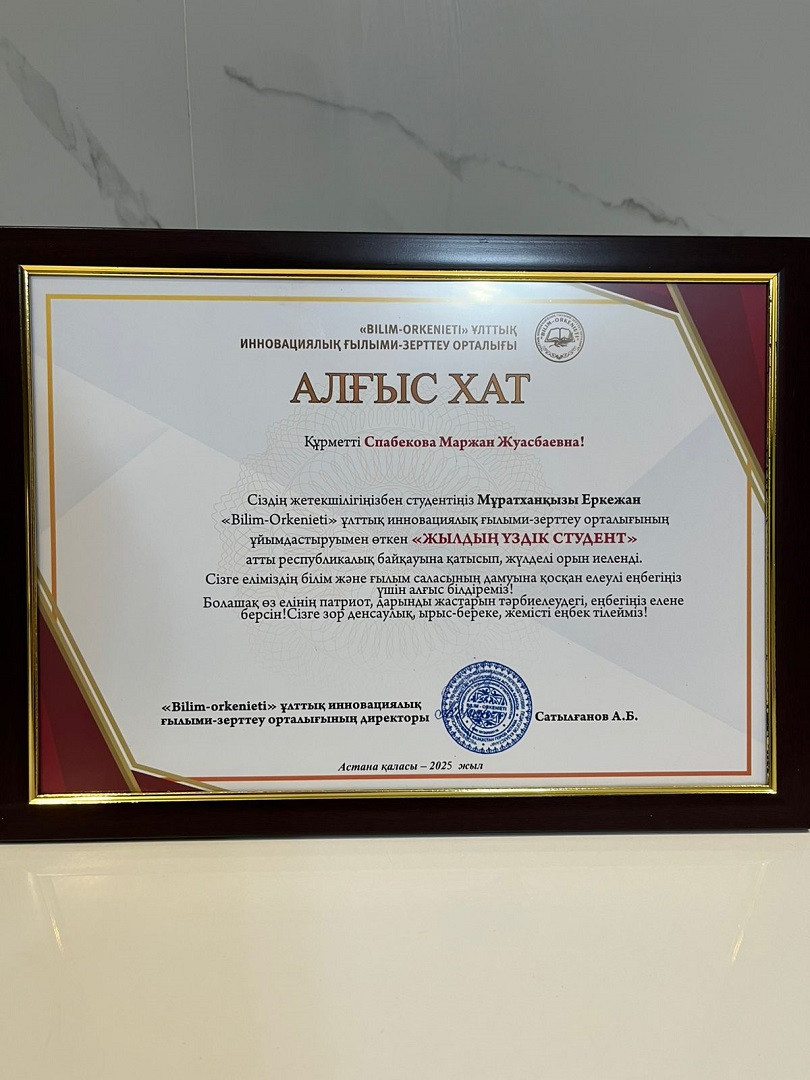 «BILIM-ORKENIETI» ҰЛТТЫҚ
ИННОВАЦИЯЛЫҚ ҒЫЛЫМИ-ЗЕРТТЕУ ОРТАЛЫҒЫ
BILIM-ORKENIETI
АЛҒЫС ХАТ
Құрметті Спабекова Маржан Жуасбаевна!
Сіздің жетекшілігіңізбен студентіңіз Мұратханқызы Еркежан
«Bilim-Orkenieti» ұлттық инновациялық ғылыми-зерттеу орталығының
ұйымдастыруымен өткен «ЖЫЛДЫҢ ҮЗДІК СТУДЕНТ»
атты республикалық байқауына қатысып, жүлделі орын иеленді.
Сізге еліміздің білім және ғылым саласының дамуына қосқан елеулі еңбегіңіз
үшін алғыс білдіреміз!
Болашақ өз елінің патриот, дарынды жастарын тәрбиелеудегі, еңбегіңіз елене
берсін!Сізге зор денсаулық, ырыс-береке, жемісті еңбек тілейміз!
«Bilim-orkenieti» ұлттық инновациялық
ғылыми-зерттеу орталығының директоры
Сатылғанов А.Б.
Астана қаласы – 2025 жыл